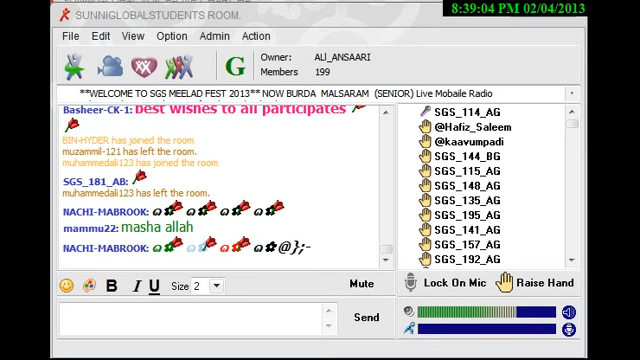 8:39:04 PM 02/04/2013
SUNNIGLOBALSTUDENTS ROOM.
File Edit View Option Admin Action
G
Owner: ALI_ANSAARI
Members 199
**WELCOME TO SGS MEELAD FEST 2013** NOW BURDA MALSARAM (SENIOR) Live Mobaile Radio
Basheer-CK-1: best wishes to all participates
BIN-HYDER has joined the room
muzammil-121 has left the room.
muhammedali123 has joined the room
SGS_181_AB:
muhammedali123 has left the room.
NACHI-MABROOK:
mammu22: masha allah
NACHI-MABROOK: @};-
SGS_114_AG
@Hafiz_Saleem
@kaavumpadi
SGS_144_BG
SGS_115_AG
SGS_148_AG
SGS_135_AG
SGS_195_AG
SGS_141_AG
SGS_157_AG
SGS_192_AG
B I U Size 2 Mute
Lock On Mic Raise Hand
Send